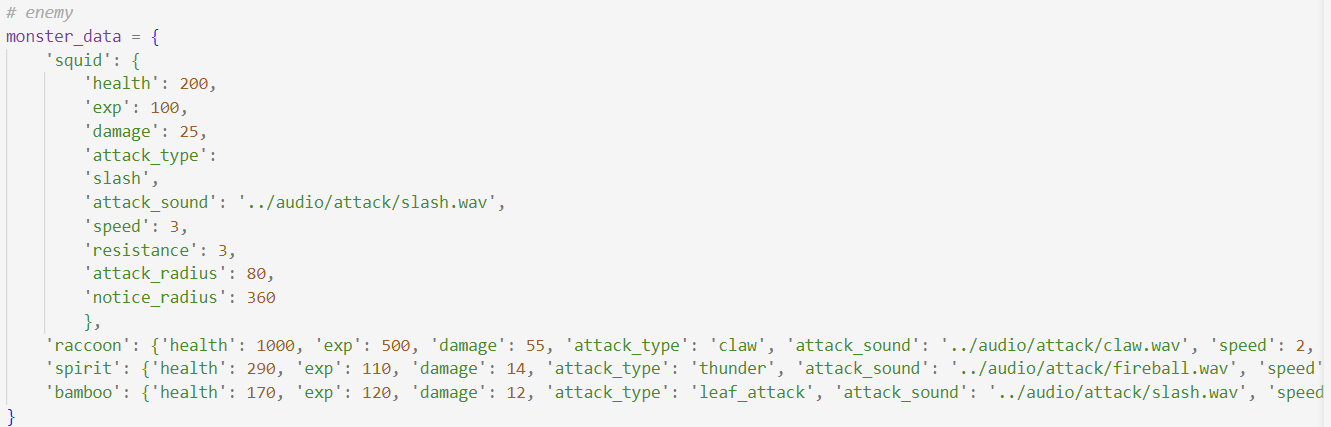 # enemy
monster_data = {
    'squid': {
        'health': 200,
        'exp': 100,
        'damage': 25,
        'attack_type':
        'slash',
        'attack_sound': '../audio/attack/slash.wav',
        'speed': 3,
        'resistance': 3,
        'attack_radius': 80,
        'notice_radius': 360
        },
    'raccoon': {'health': 1000, 'exp': 500, 'damage': 55, 'attack_type': 'claw', 'attack_sound': '../audio/attack/claw.wav', 'speed': 2,
    'spirit': {'health': 290, 'exp': 110, 'damage': 14, 'attack_type': 'thunder', 'attack_sound': '../audio/attack/fireball.wav', 'speed'
    'bamboo': {'health': 170, 'exp': 120, 'damage': 12, 'attack_type': 'leaf_attack', 'attack_sound': '../audio/attack/slash.wav', 'speed
}